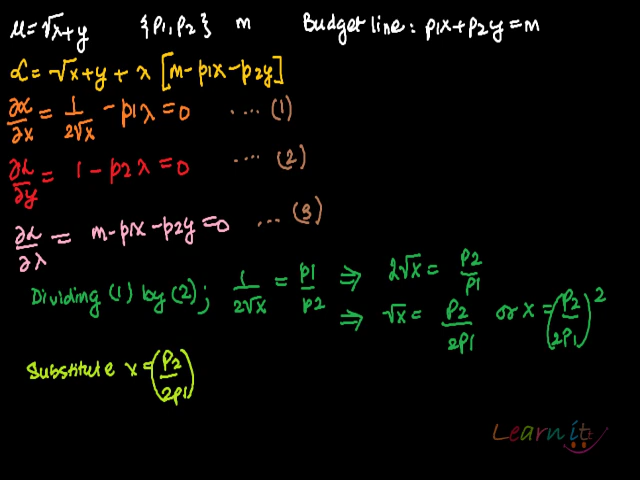 u = √x + y {P1, P2} m Budget line: p1x + p2y = m
ℒ = √x + y + λ [m - p1x - p2y]
∂ℒ/∂x = 1/2√x - p1λ = 0 .... (1)
∂ℒ/∂y = 1 - p2λ = 0 .... (2)
∂ℒ/∂λ = m - p1x - p2y = 0 ... (3)
Dividing (1) by (2); 1/2√x = p1/p2 ⇒ 2√x = P2/P1
⇒ √x = P2/2P1 or x = (P2/2P1)²
Substitute x = (P2/2P1)
Learnit